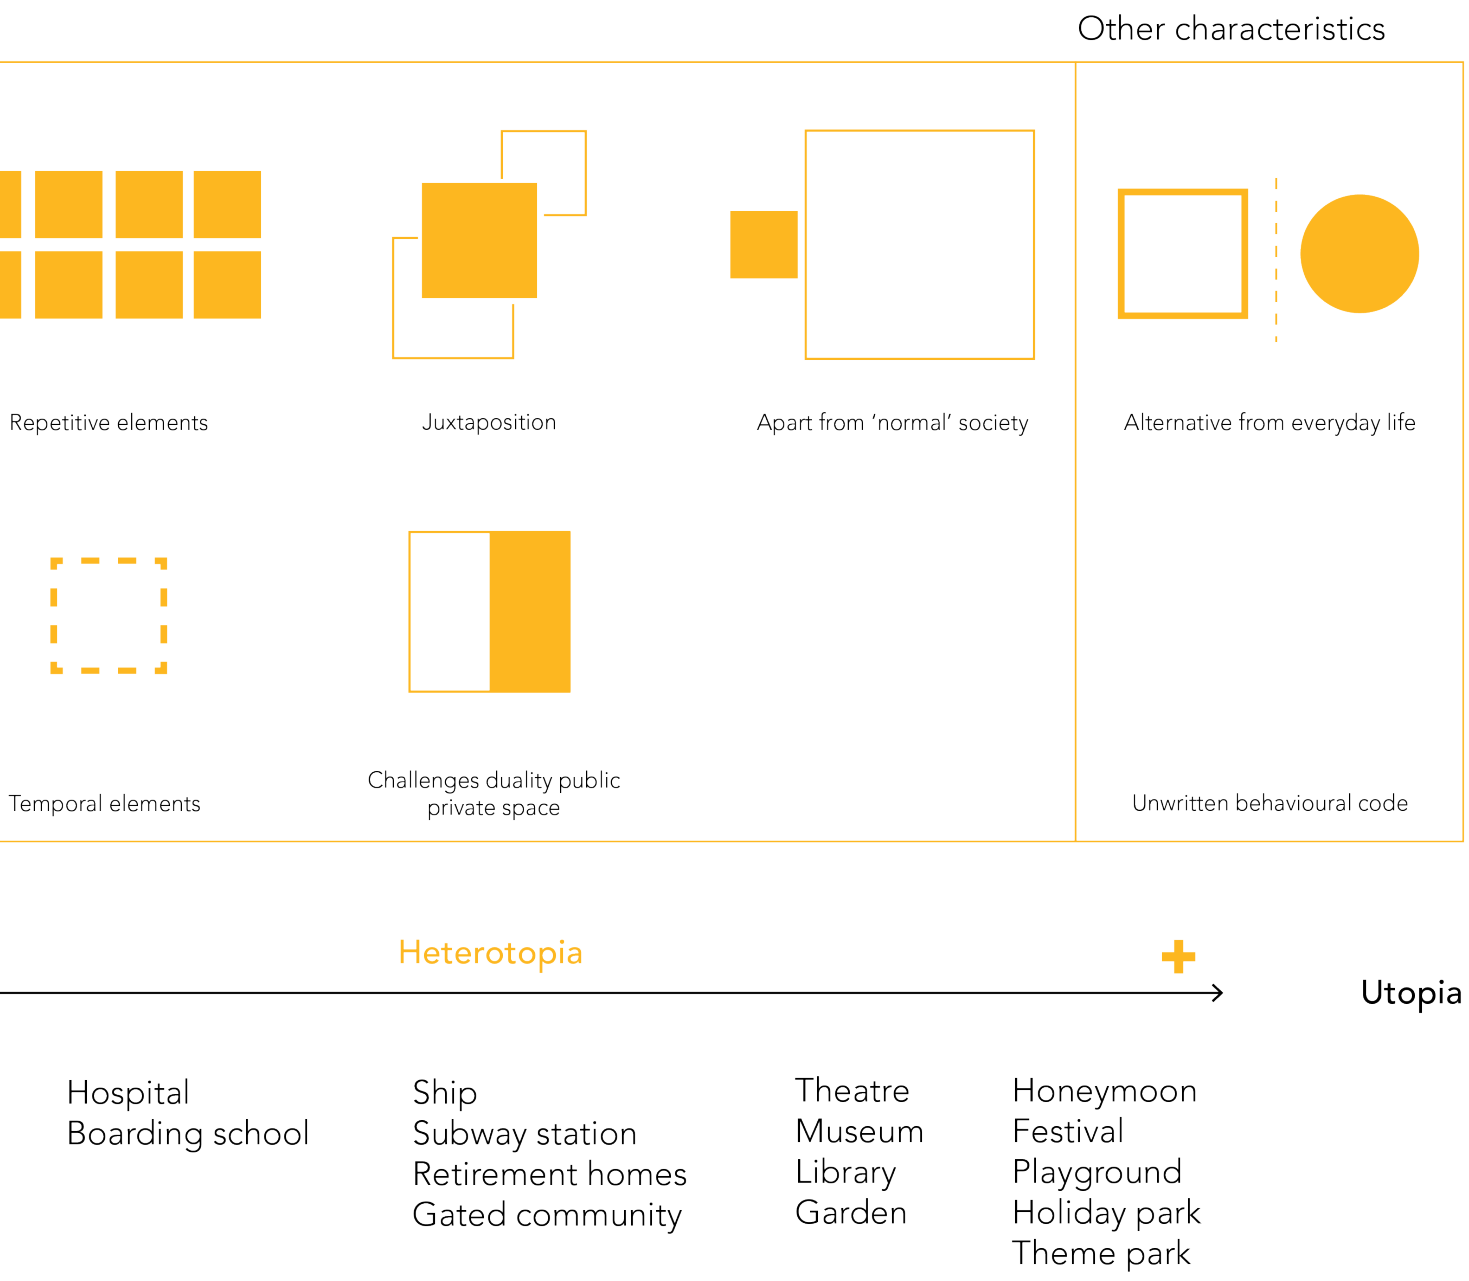 Other characteristics
Repetitive elements
Juxtaposition
Apart from ‘normal’ society
Alternative from everyday life
Temporal elements
Challenges duality public
private space
Unwritten behavioural code
Heterotopia
+
Utopia
Hospital
Boarding school
Ship
Subway station
Retirement homes
Gated community
Theatre
Museum
Library
Garden
Honeymoon
Festival
Playground
Holiday park
Theme park